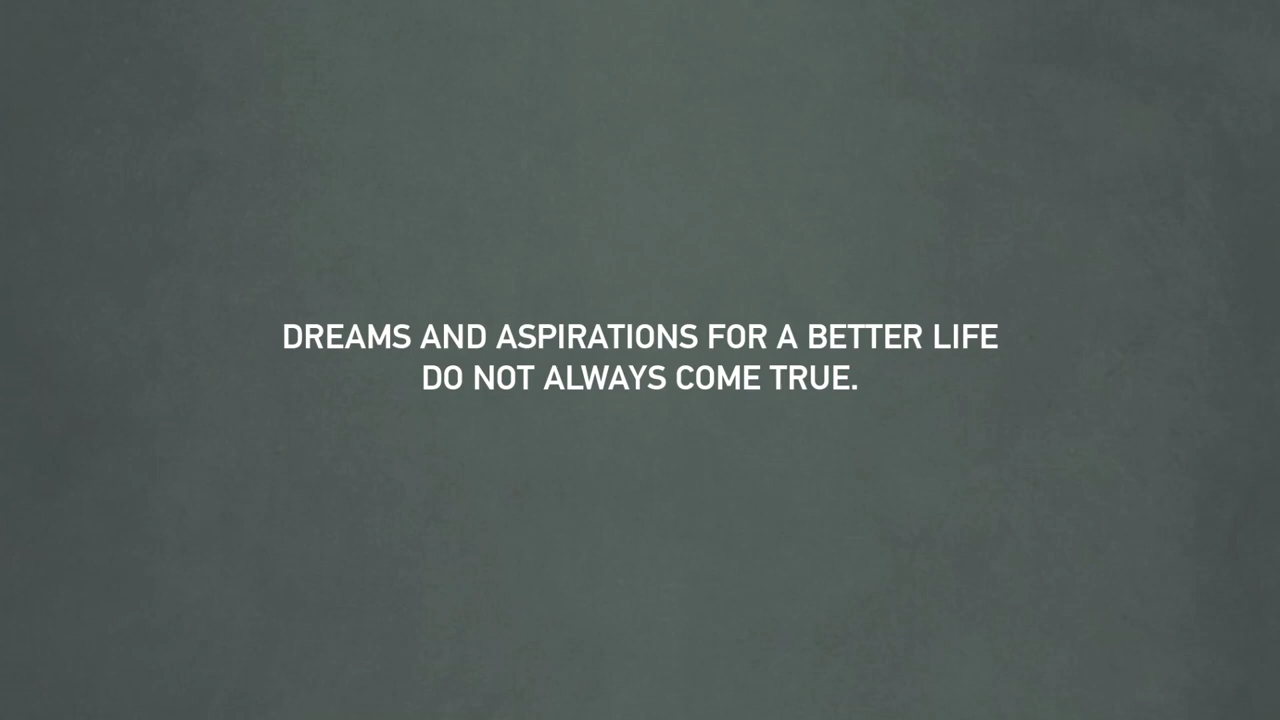 DREAMS AND ASPIRATIONS FOR A BETTER LIFE
DO NOT ALWAYS COME TRUE.